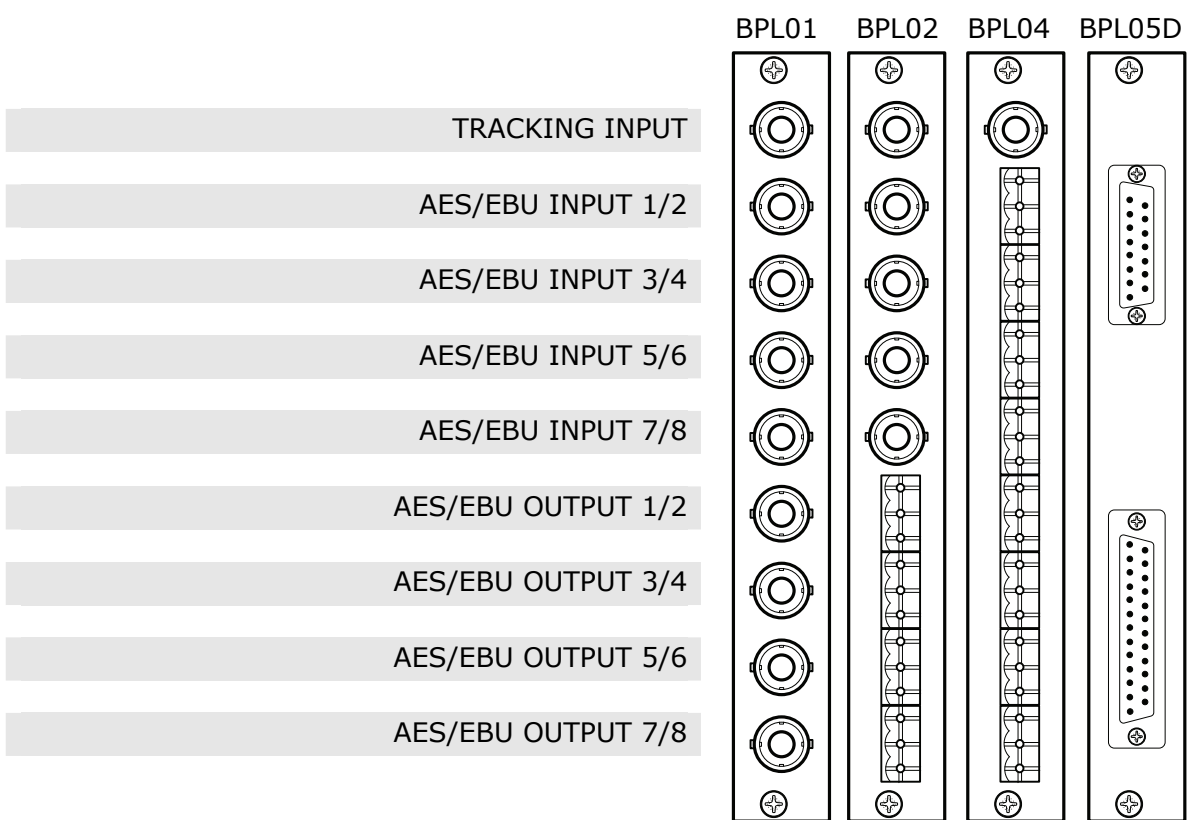 BPL01 BPL02 BPL04 BPL05D
TRACKING INPUT
AES/EBU INPUT 1/2
AES/EBU INPUT 3/4
AES/EBU INPUT 5/6
AES/EBU INPUT 7/8
AES/EBU OUTPUT 1/2
AES/EBU OUTPUT 3/4
AES/EBU OUTPUT 5/6
AES/EBU OUTPUT 7/8